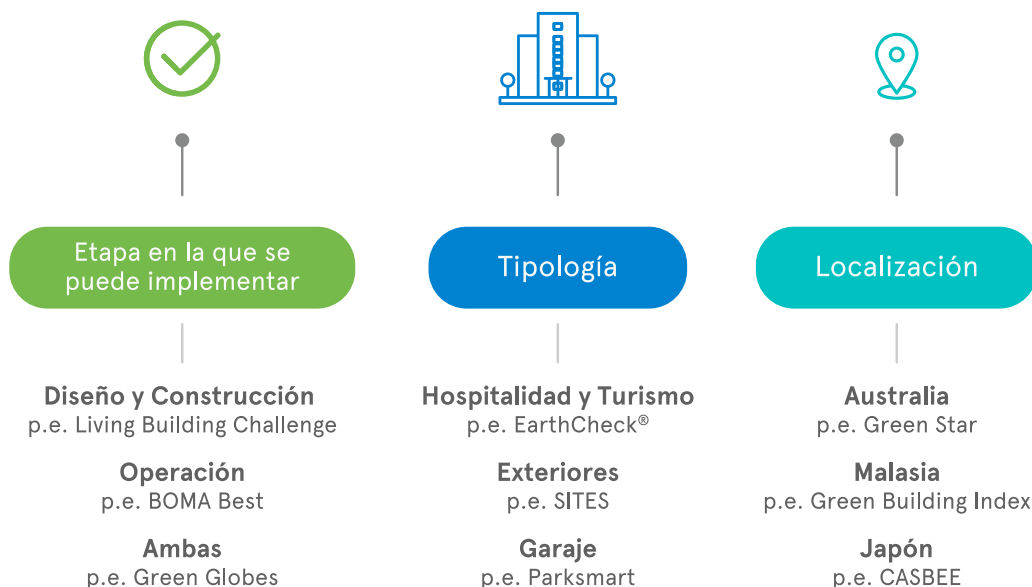 Etapa en la que se
puede implementar
Diseño y Construcción
p.e. Living Building Challenge
Operación
p.e. BOMA Best
Ambas
p.e. Green Globes
Tipología
Hospitalidad y Turismo
p.e. EarthCheck®
Exteriores
p.e. SITES
Garaje
p.e. Parksmart
Localización
Australia
p.e. Green Star
Malasia
p.e. Green Building Index
Japón
p.e. CASBEE